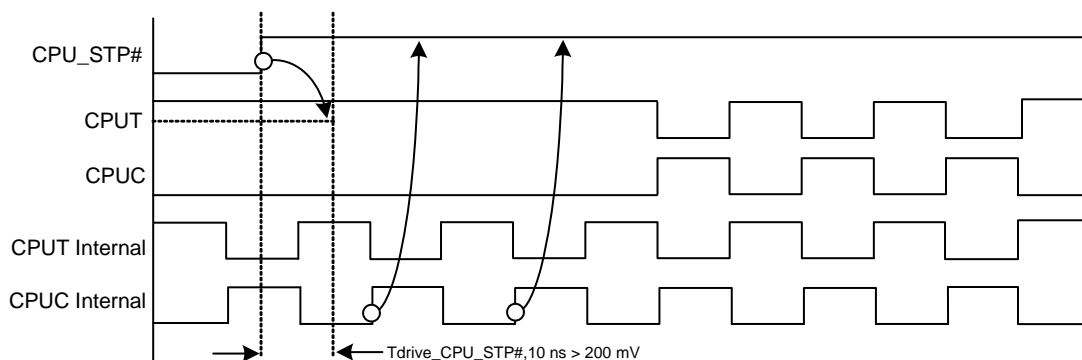 CPU_STP#
CPUT
CPUC
CPUT Internal
CPUC Internal
Tdrive_CPU_STP#,10 ns > 200 mV